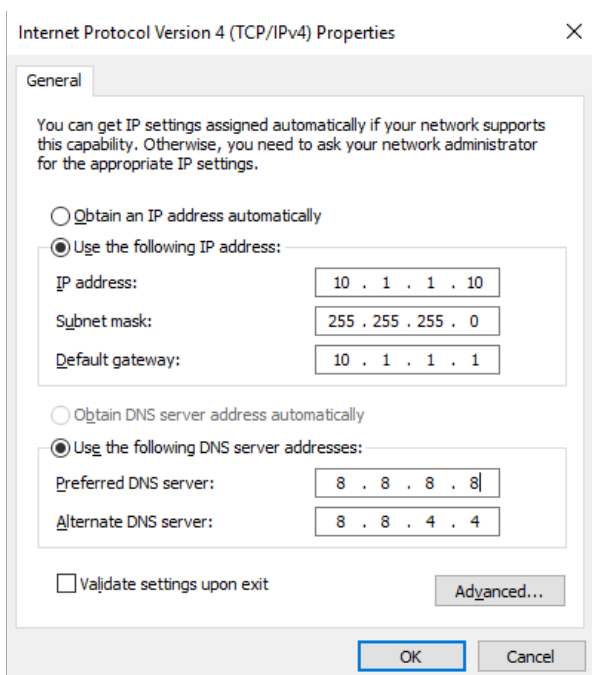 Internet Protocol Version 4 (TCP/IPv4) Properties
General
You can get IP settings assigned automatically if your network supports
this capability. Otherwise, you need to ask your network administrator
for the appropriate IP settings.
Obtain an IP address automatically
Use the following IP address:
IP address: 10 . 1 . 1 . 10
Subnet mask: 255 . 255 . 255 . 0
Default gateway: 10 . 1 . 1 . 1
Obtain DNS server address automatically
Use the following DNS server addresses:
Preferred DNS server: 8 . 8 . 8 . 8
Alternate DNS server: 8 . 8 . 4 . 4
Validate settings upon exit
Advanced...
OK Cancel